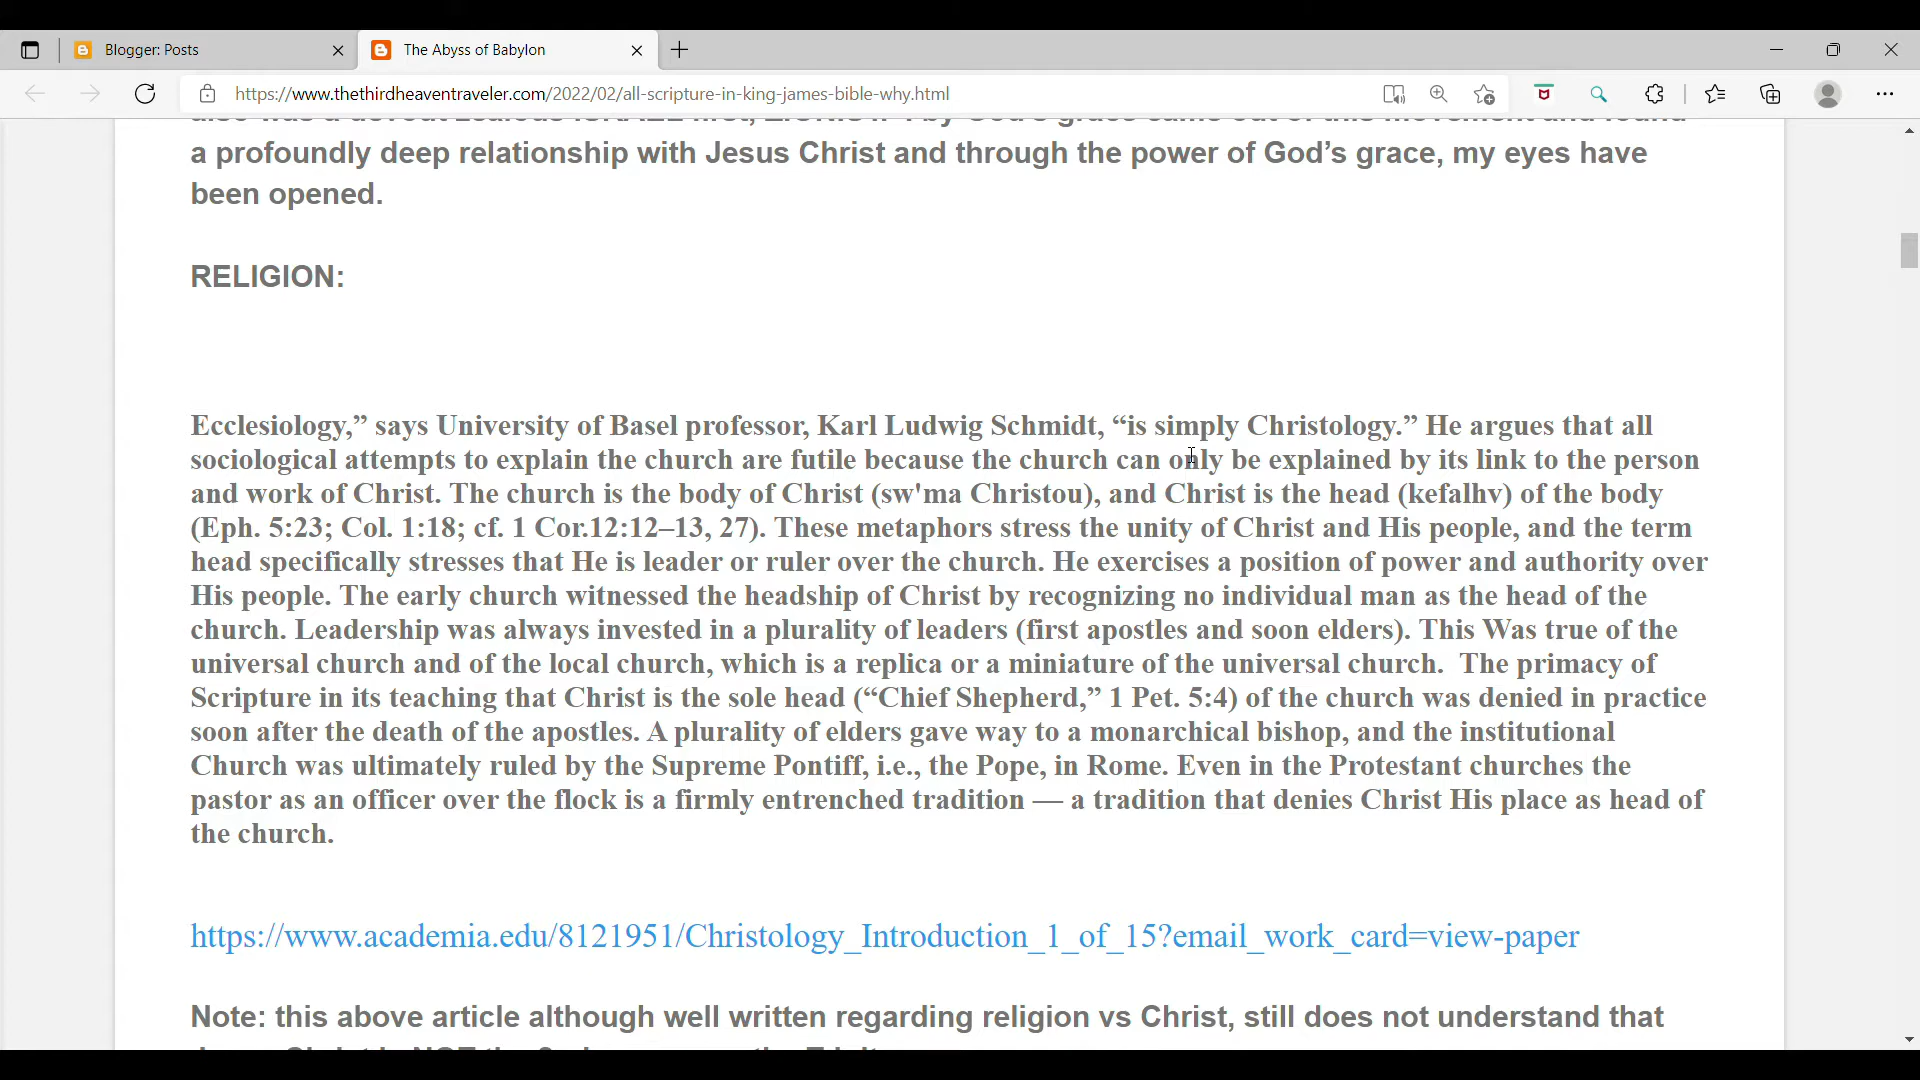 Blogger: Posts
The Abyss of Babylon
https://www.thethirdheaventraveler.com/2022/02/all-scripture-in-king-james-bible-why.html
a profoundly deep relationship with Jesus Christ and through the power of God’s grace, my eyes have
been opened.
RELIGION:
Ecclesiology,” says University of Basel professor, Karl Ludwig Schmidt, “is simply Christology.” He argues that all
sociological attempts to explain the church are futile because the church can only be explained by its link to the person
and work of Christ. The church is the body of Christ (sw'ma Christou), and Christ is the head (kefalhv) of the body
(Eph. 5:23; Col. 1:18; cf. 1 Cor.12:12–13, 27). These metaphors stress the unity of Christ and His people, and the term
head specifically stresses that He is leader or ruler over the church. He exercises a position of power and authority over
His people. The early church witnessed the headship of Christ by recognizing no individual man as the head of the
church. Leadership was always invested in a plurality of leaders (first apostles and soon elders). This Was true of the
universal church and of the local church, which is a replica or a miniature of the universal church.  The primacy of
Scripture in its teaching that Christ is the sole head (“Chief Shepherd,” 1 Pet. 5:4) of the church was denied in practice
soon after the death of the apostles. A plurality of elders gave way to a monarchical bishop, and the institutional
Church was ultimately ruled by the Supreme Pontiff, i.e., the Pope, in Rome. Even in the Protestant churches the
pastor as an officer over the flock is a firmly entrenched tradition — a tradition that denies Christ His place as head of
the church.
https://www.academia.edu/8121951/Christology_Introduction_1_of_15?email_work_card=view-paper
Note: this above article although well written regarding religion vs Christ, still does not understand that